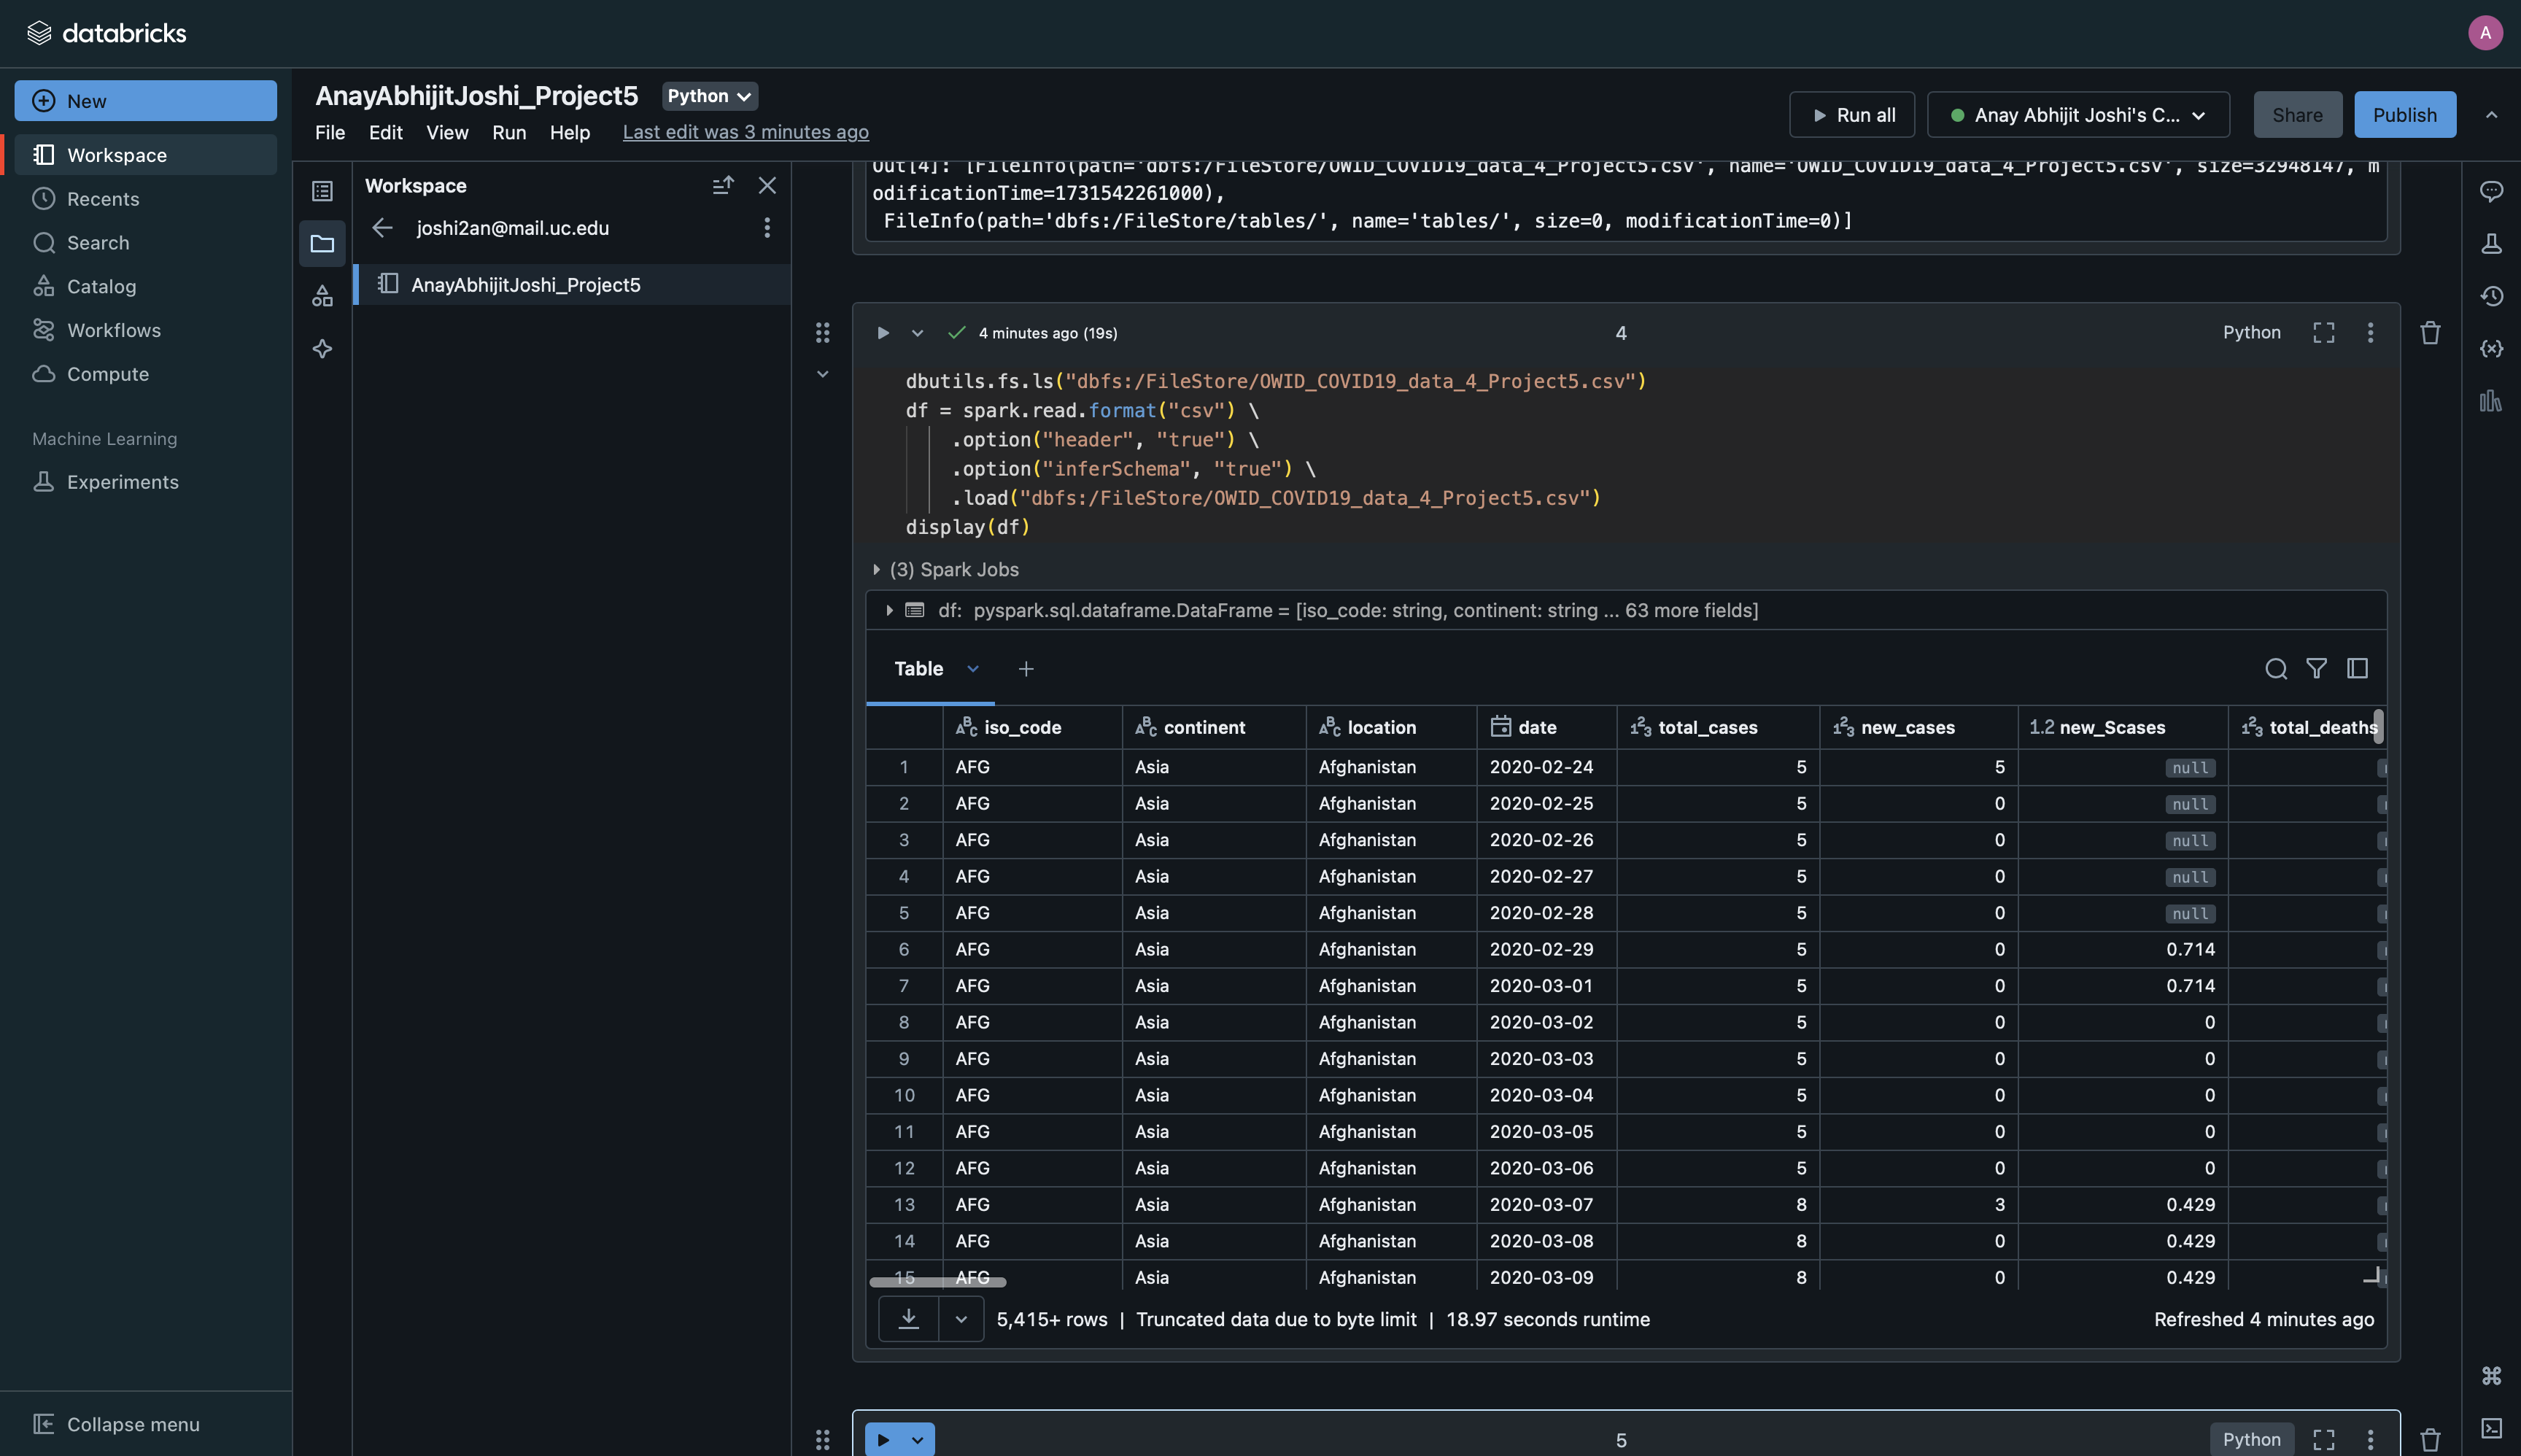 databricks
A
New
Workspace
Recents
Search
Catalog
Workflows
Compute
Machine Learning
Experiments
Collapse menu
AnayAbhijitJoshi_Project5
Python
File Edit View Run Help Last edit was 3 minutes ago
Run all
Anay Abhijit Joshi's C...
Share
Publish
Workspace
joshi2an@mail.uc.edu
AnayAbhijitJoshi_Project5
Out[4]: [FileInfo(path='dbfs:/FileStore/OWID_COVID19_data_4_Project5.csv', name='OWID_COVID19_data_4_Project5.csv', size=32948147, m
odificationTime=1731542261000),
FileInfo(path='dbfs:/FileStore/tables/', name='tables/', size=0, modificationTime=0)]
4 minutes ago (19s) 4 Python
dbutils.fs.ls("dbfs:/FileStore/OWID_COVID19_data_4_Project5.csv")
df = spark.read.format("csv") \
.option("header", "true") \
.option("inferSchema", "true") \
.load("dbfs:/FileStore/OWID_COVID19_data_4_Project5.csv")
display(df)
(3) Spark Jobs
df: pyspark.sql.dataframe.DataFrame = [iso_code: string, continent: string ... 63 more fields]
Table
iso_code continent location date total_cases new_cases 1.2 new_Scases total_deaths
1 AFG Asia Afghanistan 2020-02-24 5 5 null
2 AFG Asia Afghanistan 2020-02-25 5 0 null
3 AFG Asia Afghanistan 2020-02-26 5 0 null
4 AFG Asia Afghanistan 2020-02-27 5 0 null
5 AFG Asia Afghanistan 2020-02-28 5 0 null
6 AFG Asia Afghanistan 2020-02-29 5 0 0.714
7 AFG Asia Afghanistan 2020-03-01 5 0 0.714
8 AFG Asia Afghanistan 2020-03-02 5 0 0
9 AFG Asia Afghanistan 2020-03-03 5 0 0
10 AFG Asia Afghanistan 2020-03-04 5 0 0
11 AFG Asia Afghanistan 2020-03-05 5 0 0
12 AFG Asia Afghanistan 2020-03-06 5 0 0
13 AFG Asia Afghanistan 2020-03-07 8 3 0.429
14 AFG Asia Afghanistan 2020-03-08 8 0 0.429
15 AFG Asia Afghanistan 2020-03-09 8 0 0.429
5,415+ rows | Truncated data due to byte limit | 18.97 seconds runtime Refreshed 4 minutes ago
5 Python